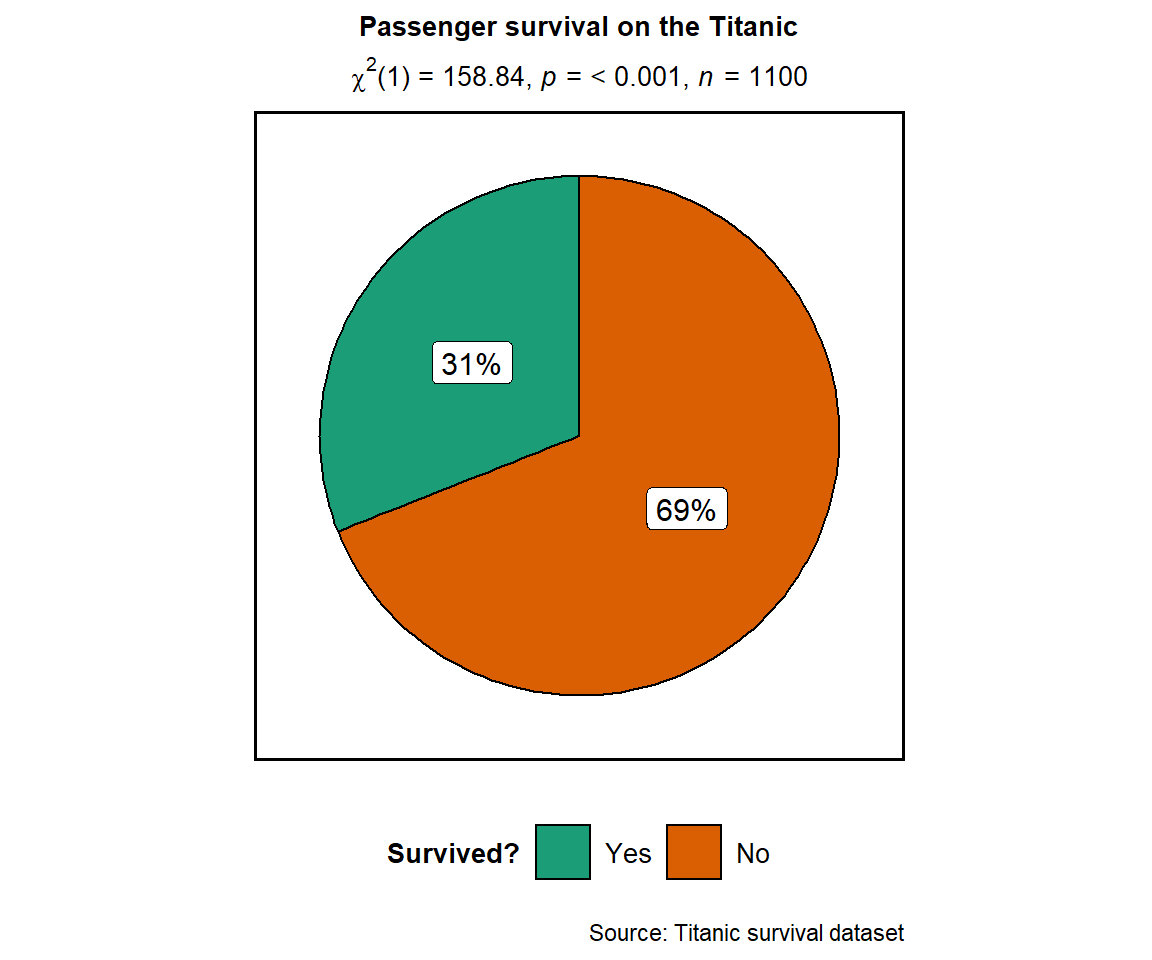 Passenger survival on the Titanic
χ²(1) = 158.84, p = < 0.001, n = 1100
31%
69%
Survived? Yes No
Source: Titanic survival dataset